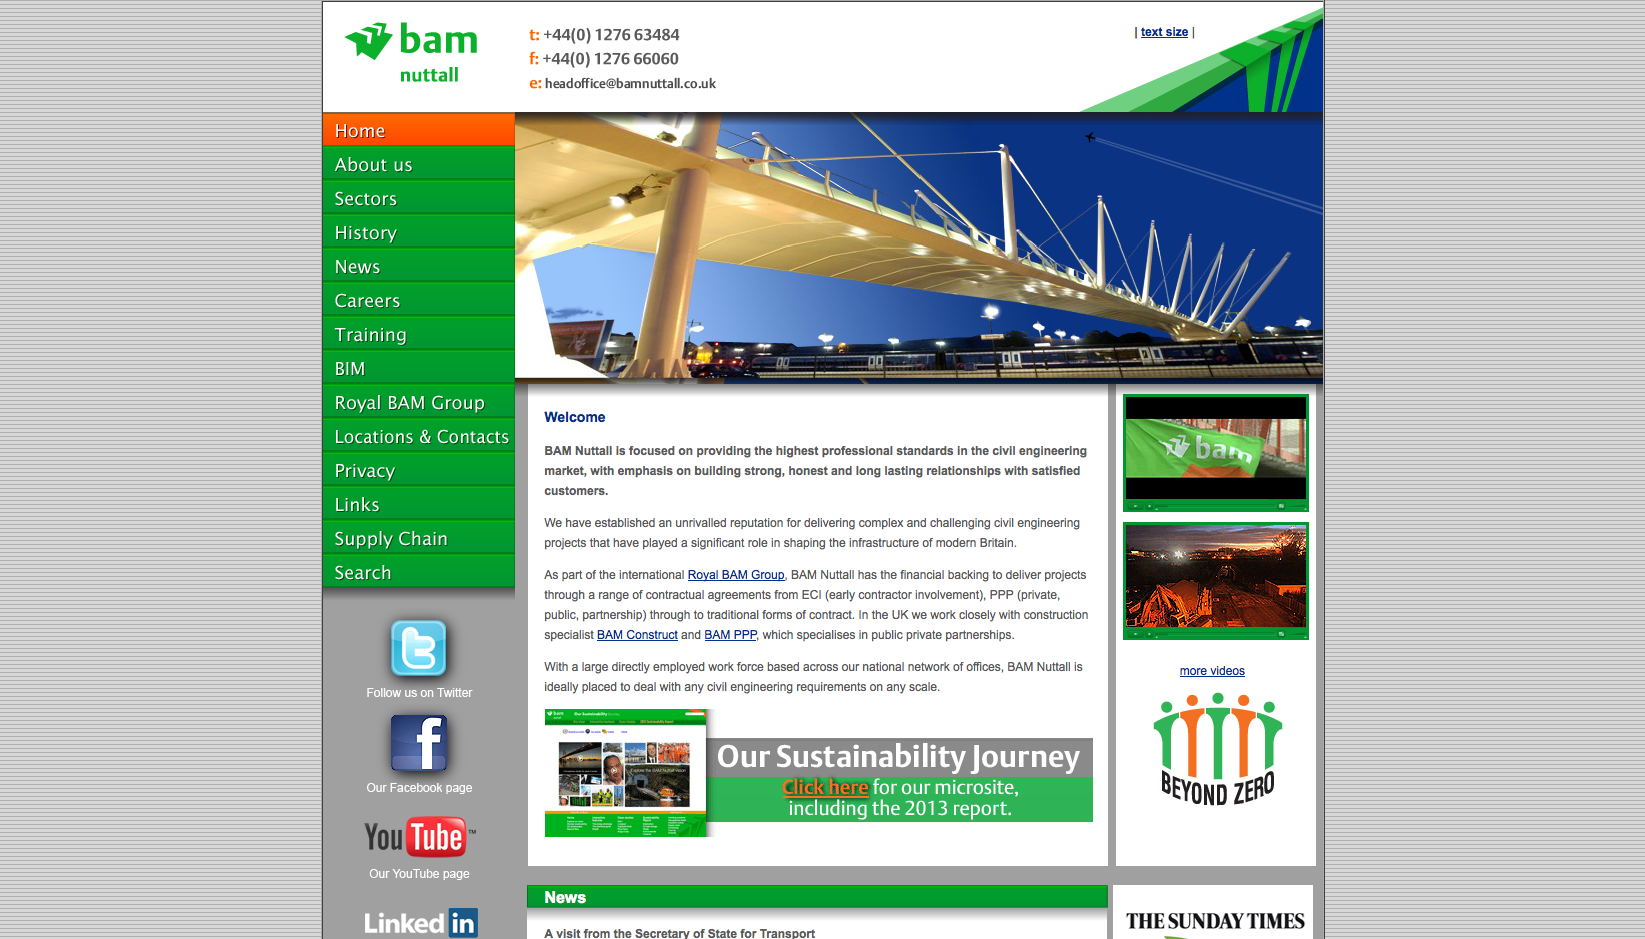 bam
nuttall
t: +44(0) 1276 63484
f: +44(0) 1276 66060
e: headoffice@bamnuttall.co.uk
| text size |
Home
About us
Sectors
History
News
Careers
Training
BIM
Royal BAM Group
Locations & Contacts
Privacy
Links
Supply Chain
Search
Follow us on Twitter
Our Facebook page
YouTube™
Our YouTube page
Linked in
Welcome
BAM Nuttall is focused on providing the highest professional standards in the civil engineering
market, with emphasis on building strong, honest and long lasting relationships with satisfied
customers.
We have established an unrivalled reputation for delivering complex and challenging civil engineering
projects that have played a significant role in shaping the infrastructure of modern Britain.
As part of the international Royal BAM Group, BAM Nuttall has the financial backing to deliver projects
through a range of contractual agreements from ECI (early contractor involvement), PPP (private,
public, partnership) through to traditional forms of contract. In the UK we work closely with construction
specialist BAM Construct and BAM PPP, which specialises in public private partnerships.
With a large directly employed work force based across our national network of offices, BAM Nuttall is
ideally placed to deal with any civil engineering requirements on any scale.
bam
Our Sustainability
Our Sustainability Journey
Click here for our microsite,
including the 2013 report.
News
A visit from the Secretary of State for Transport
bam
more videos
BEYOND ZERO
THE SUNDAY TIMES